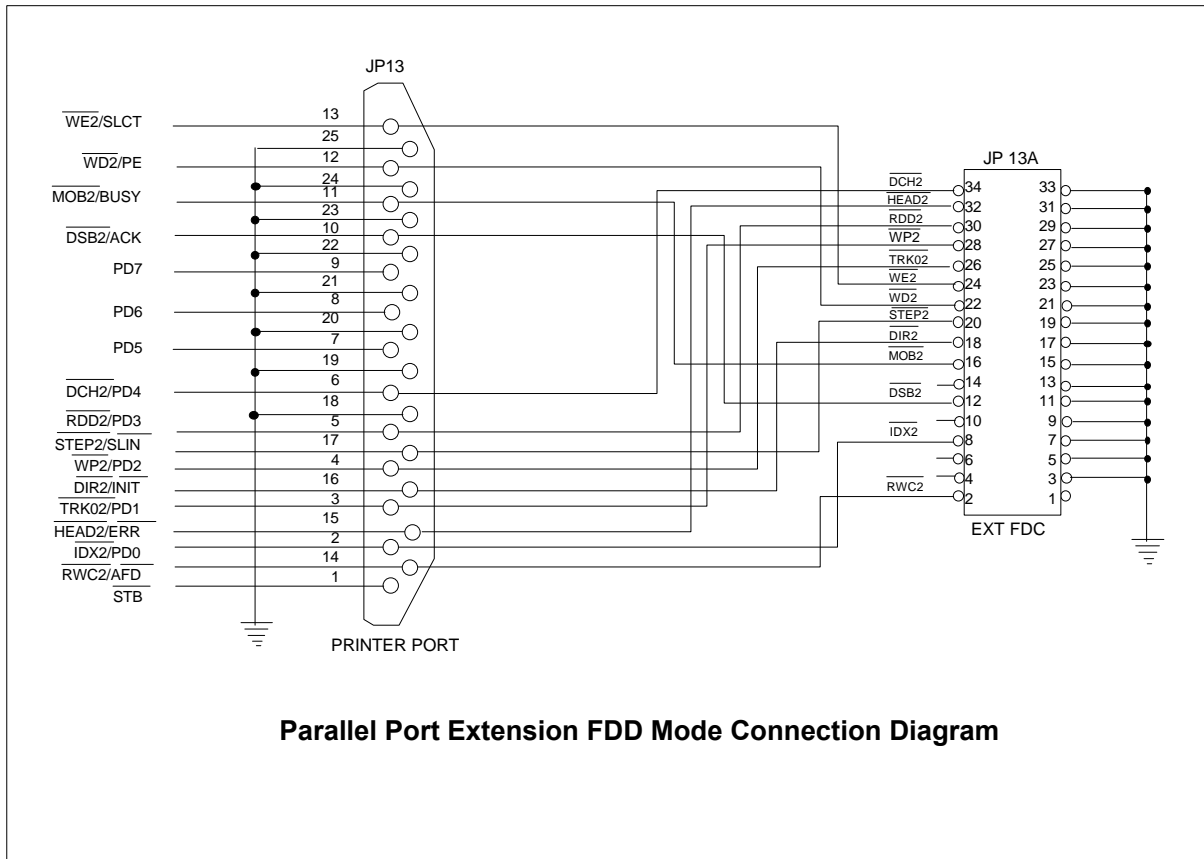 JP13
WE2/SLCT
13
25
WD2/PE
12
24
MOB2/BUSY
11
23
DSB2/ACK
10
22
PD7
9
21
PD6
8
20
PD5
7
19
DCH2/PD4
6
18
RDD2/PD3
5
STEP2/SLIN
17
WP2/PD2
4
DIR2/INIT
16
TRK02/PD1
3
HEAD2/ERR
15
IDX2/PD0
2
RWC2/AFD
14
STB
1
PRINTER PORT
JP 13A
DCH2 34 33
HEAD2 32 31
RDD2 30 29
WP2 28 27
TRK02 26 25
WE2 24 23
WD2 22 21
STEP2 20 19
DIR2 18 17
MOB2 16 15
14 13
DSB2 12 11
10 9
IDX2 8 7
6 5
4 3
RWC2 2 1
EXT FDC
Parallel Port Extension FDD Mode Connection Diagram